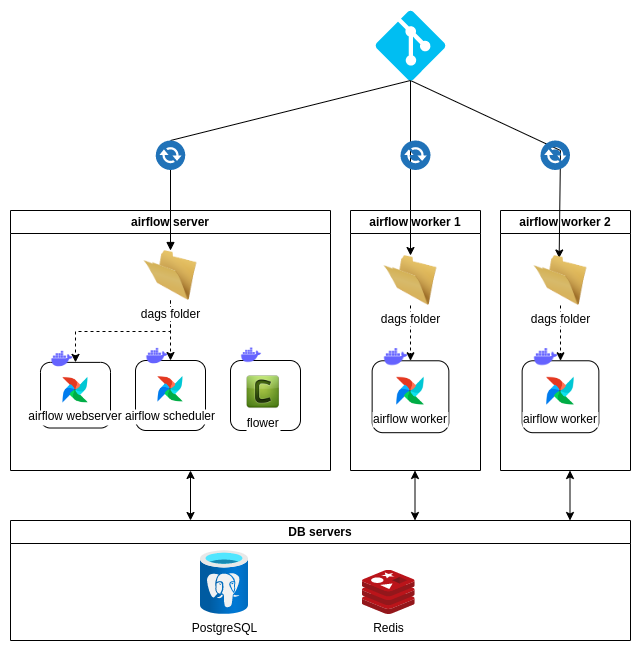 airflow server
airflow worker 1
airflow worker 2
dags folder
dags folder
dags folder
airflow webserver
airflow scheduler
flower
airflow worker
airflow worker
DB servers
PostgreSQL
Redis